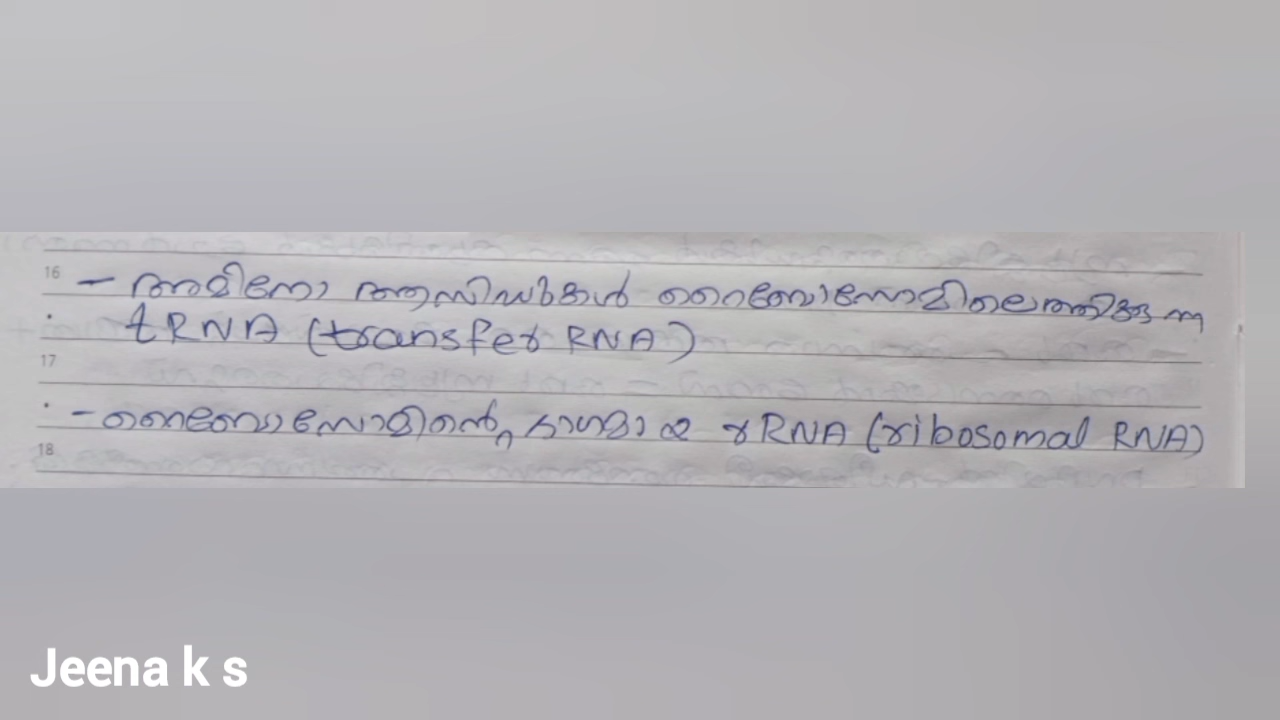 16 - അമിനോ ആസിഡുകൾ റൈബോസോമിലെത്തിക്കുന്ന
tRNA (transfer RNA)
17
- റൈബോസോമിന്റെ ഭാഗമായ rRNA (ribosomal RNA)
18
Jeena k s